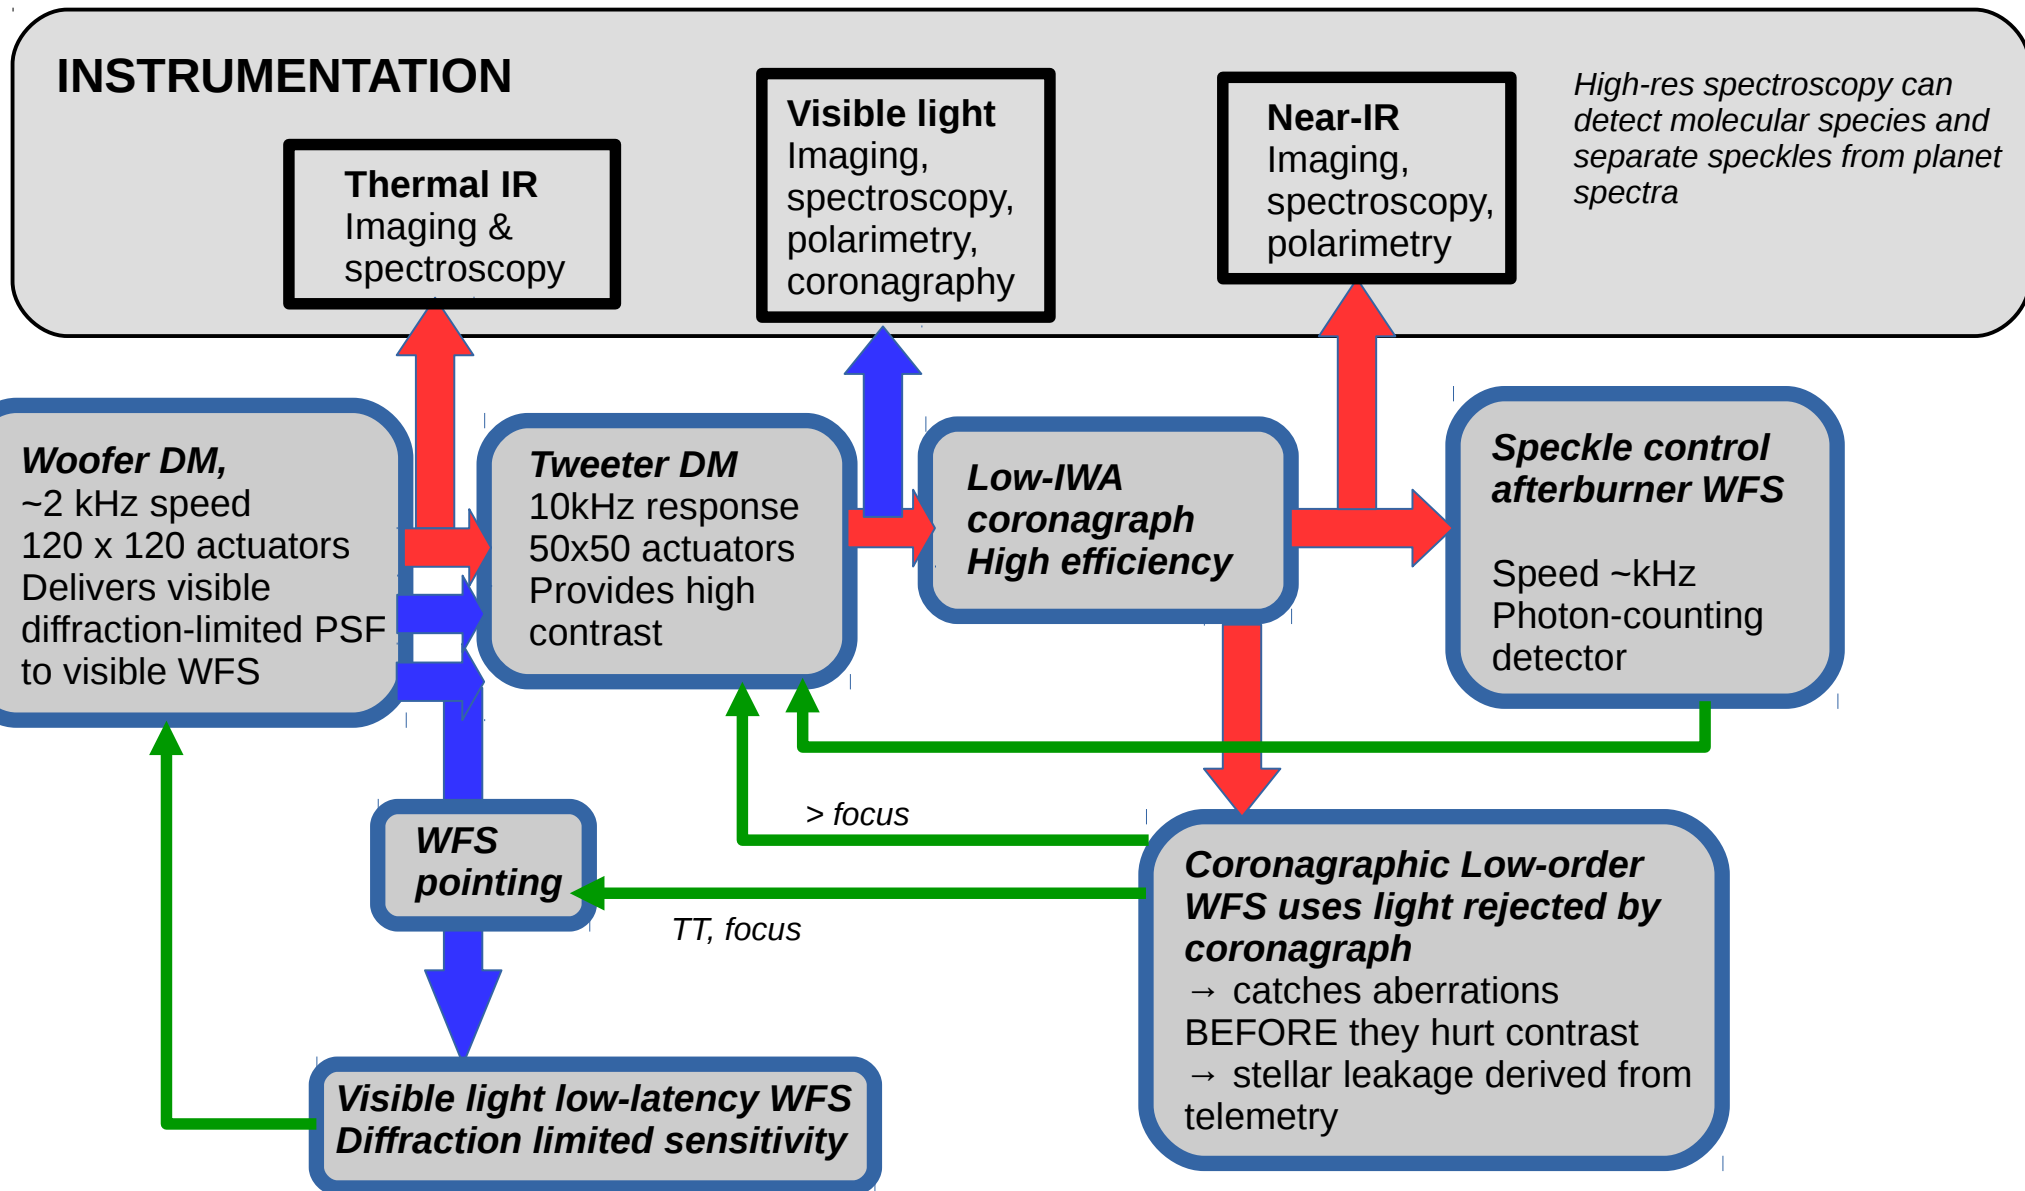 INSTRUMENTATION
Thermal IR
Imaging &
spectroscopy
Visible light
Imaging,
spectroscopy,
polarimetry,
coronagraphy
Near-IR
Imaging,
spectroscopy,
polarimetry
High-res spectroscopy can
detect molecular species and
separate speckles from planet
spectra
Woofer DM,
~2 kHz speed
120 x 120 actuators
Delivers visible
diffraction-limited PSF
to visible WFS
Tweeter DM
10kHz response
50x50 actuators
Provides high
contrast
Low-IWA
coronagraph
High efficiency
Speckle control
afterburner WFS
Speed ~kHz
Photon-counting
detector
> focus
WFS
pointing
TT, focus
Coronagraphic Low-order
WFS uses light rejected by
coronagraph
→ catches aberrations
BEFORE they hurt contrast
→ stellar leakage derived from
telemetry
Visible light low-latency WFS
Diffraction limited sensitivity